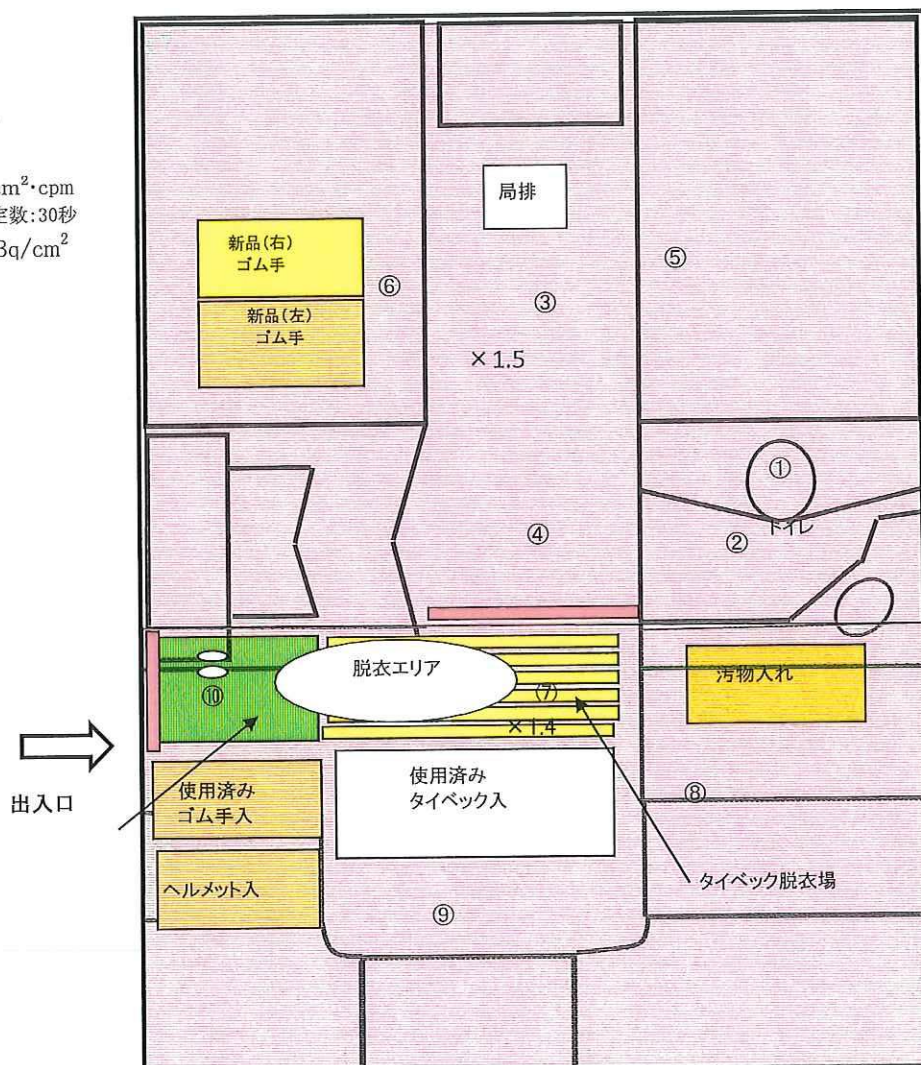 局排
m²・cpm
定数:30秒
Bq/cm²
新品(右)
ゴム手
⑤
⑥
新品(左)
ゴム手
③
×1.5
①
④
②
トイレ
脱衣エリア
汚物入れ
⑩
⑦
×1.4
使用済み
タイベック入
使用済み
ゴム手入
⑧
出入口
タイベック脱衣場
ヘルメット入
⑨